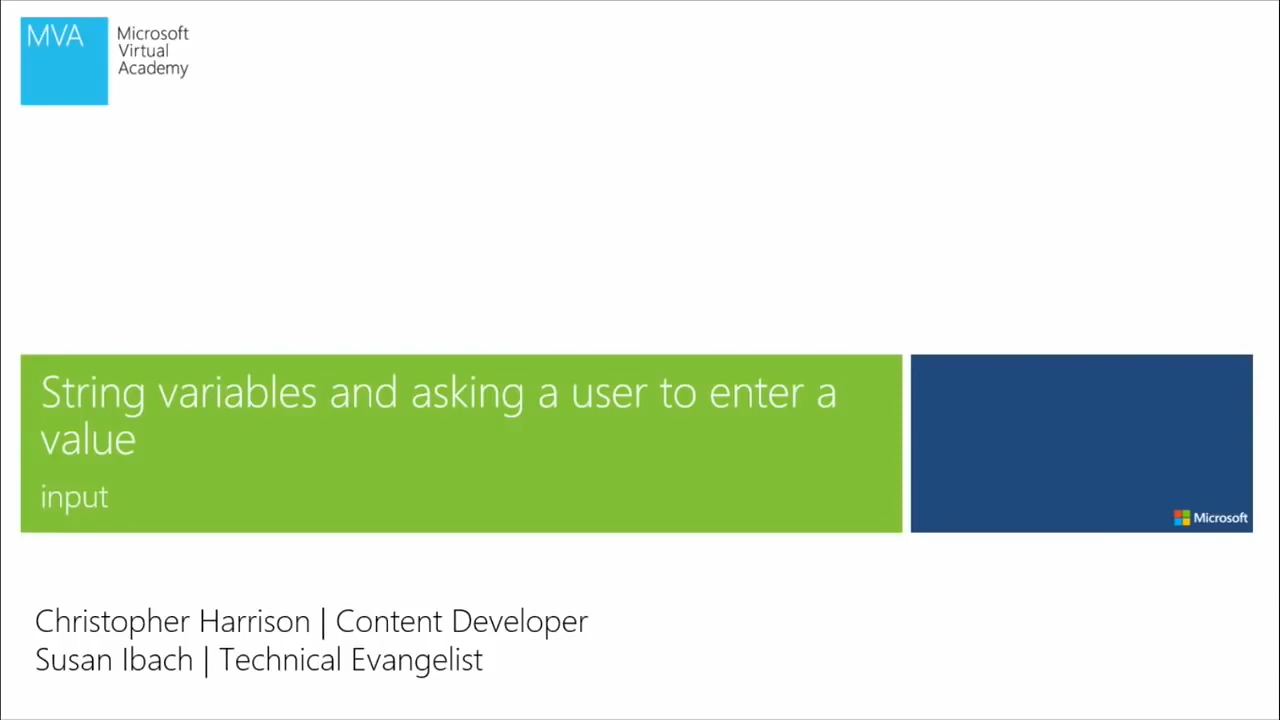 MVA
Microsoft
Virtual
Academy
String variables and asking a user to enter a
value
input
Microsoft
Christopher Harrison | Content Developer
Susan Ibach | Technical Evangelist